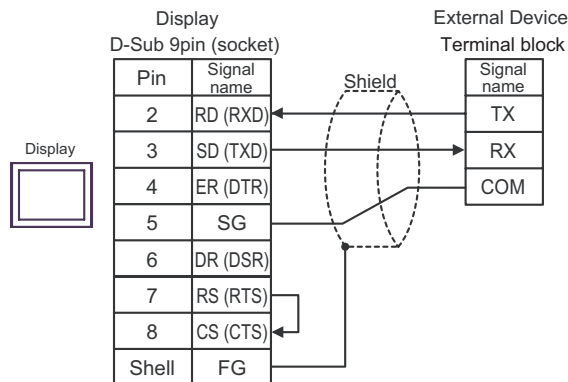 Display
D-Sub 9pin (socket)
External Device
Terminal block
Pin
Signal name
Shield
Signal name
2
RD (RXD)
TX
3
SD (TXD)
RX
Display
4
ER (DTR)
COM
5
SG
6
DR (DSR)
7
RS (RTS)
8
CS (CTS)
Shell
FG